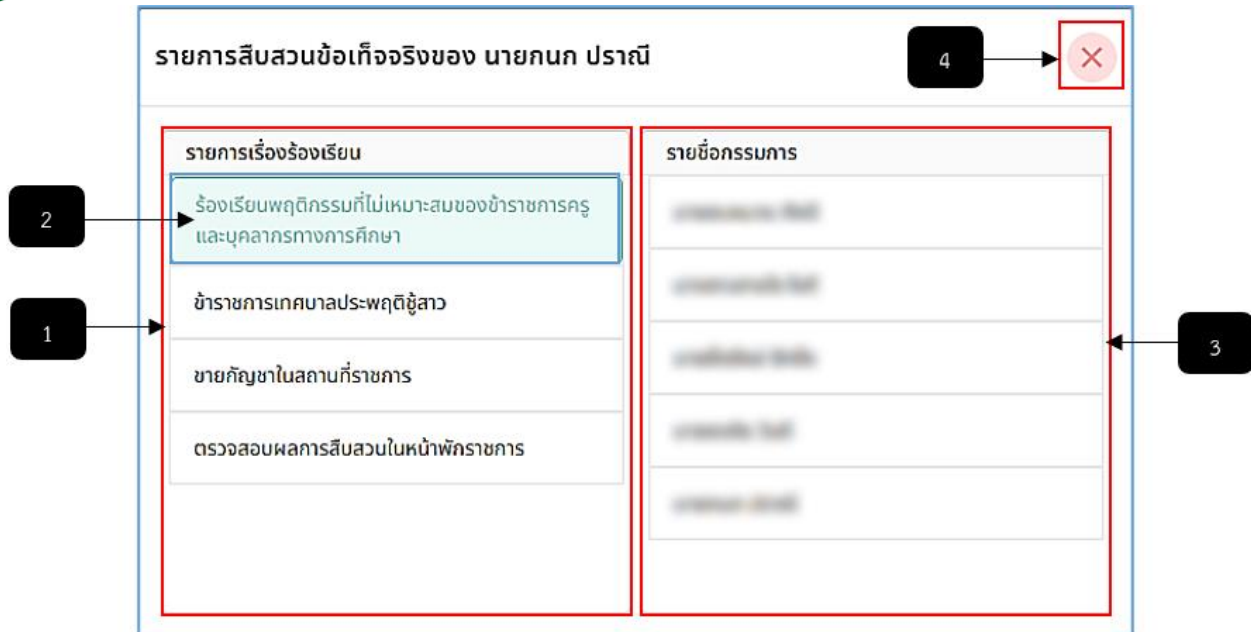 รายการสืบสวนข้อเท็จจริงของ นายกนก ปราณี
4
รายการเรื่องร้องเรียน
รายชื่อกรรมการ
2
ร้องเรียนพฤติกรรมที่ไม่เหมาะสมของข้าราชการครู
และบุคลากรทางการศึกษา
ข้าราชการเทศบาลประพฤติชู้สาว
1
3
ขายกัญชาในสถานที่ราชการ
ตรวจสอบผลการสืบสวนในหน้าพักราชการ